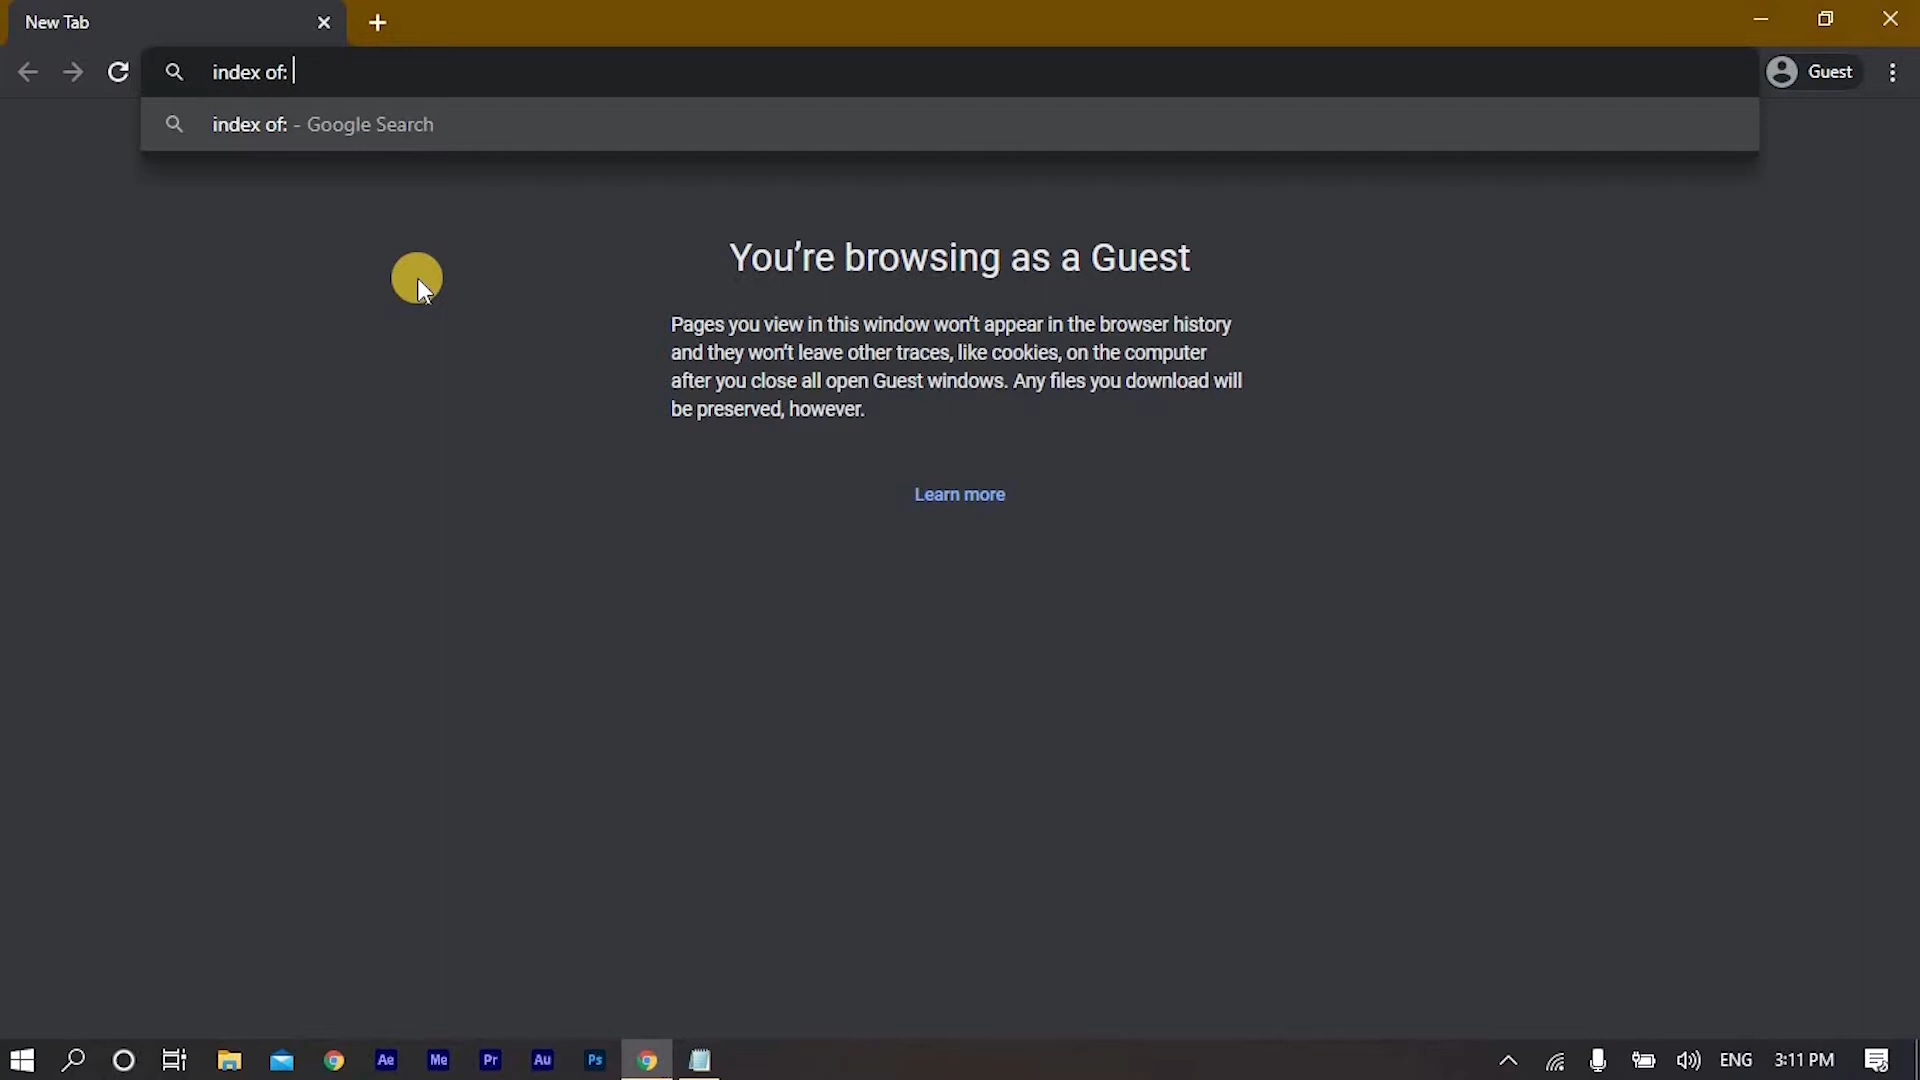 New Tab
index of:
Guest
index of: - Google Search
You're browsing as a Guest
Pages you view in this window won't appear in the browser history
and they won't leave other traces, like cookies, on the computer
after you close all open Guest windows. Any files you download will
be preserved, however.
Learn more
Ae Me Pr Au Ps ENG 3:11 PM